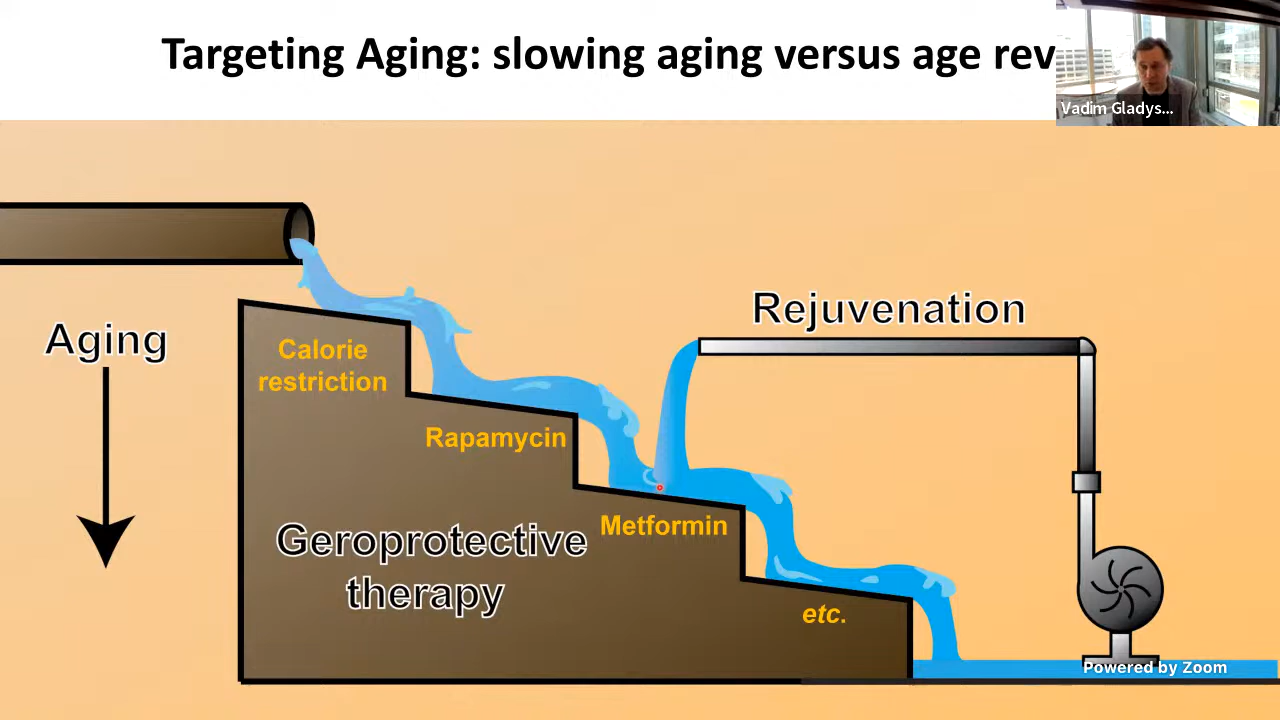 Targeting Aging: slowing aging versus age rev
Vadim Gladys...
Aging
Calorie
restriction
Rapamycin
Metformin
etc.
Geroprotective
therapy
Rejuvenation
Powered by Zoom